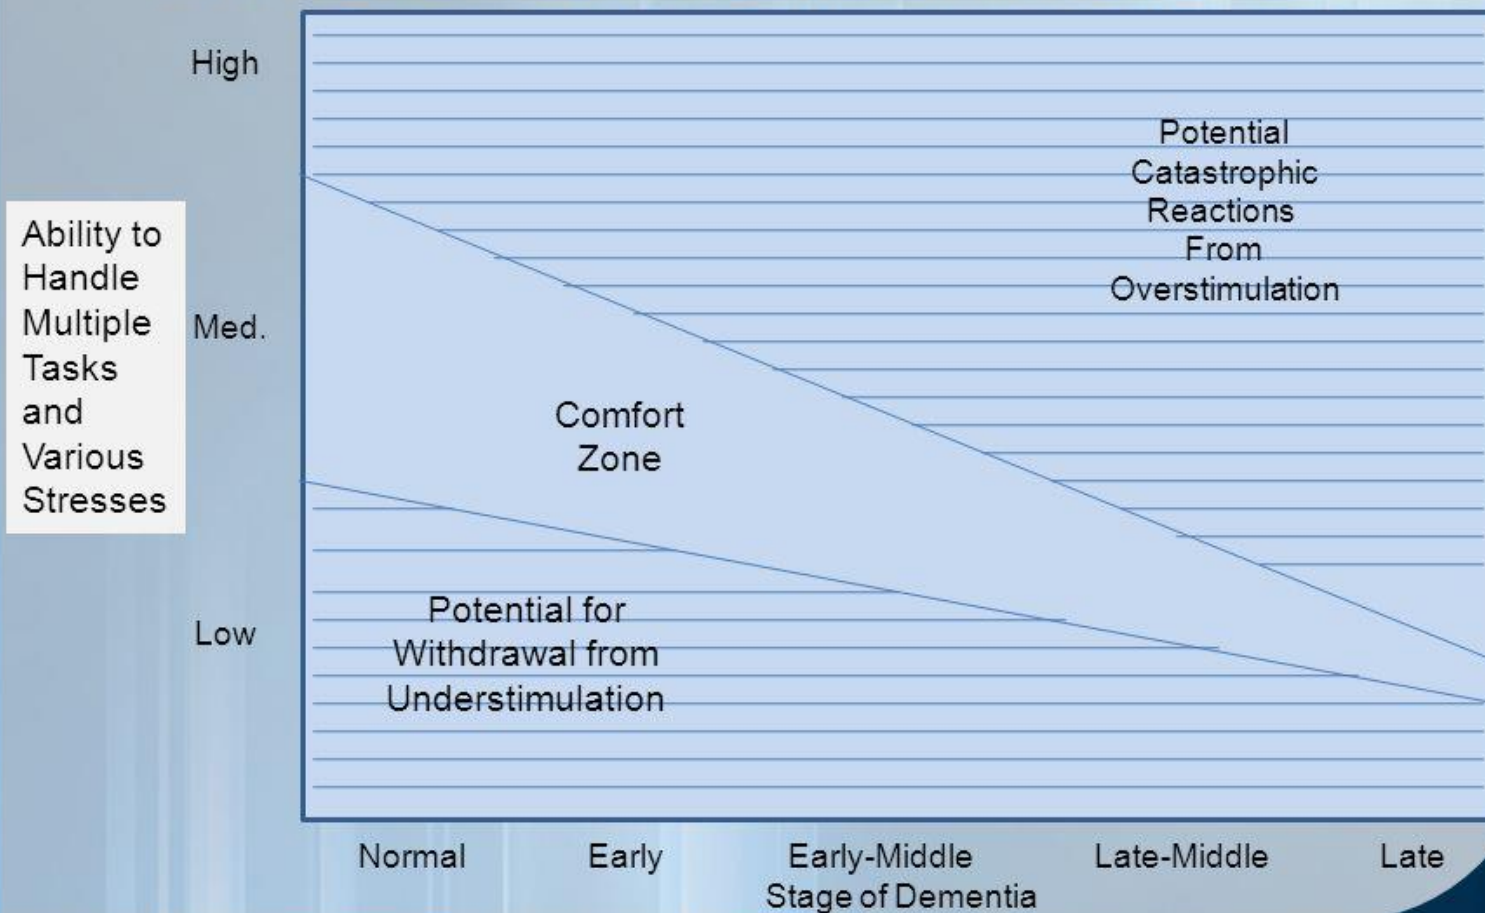 High
Potential
Catastrophic
Reactions
From
Overstimulation
Ability to
Handle
Multiple
Tasks
and
Various
Stresses
Med.
Comfort
Zone
Potential for
Withdrawal from
Understimulation
Low
Normal Early Early-Middle Late-Middle Late
Stage of Dementia